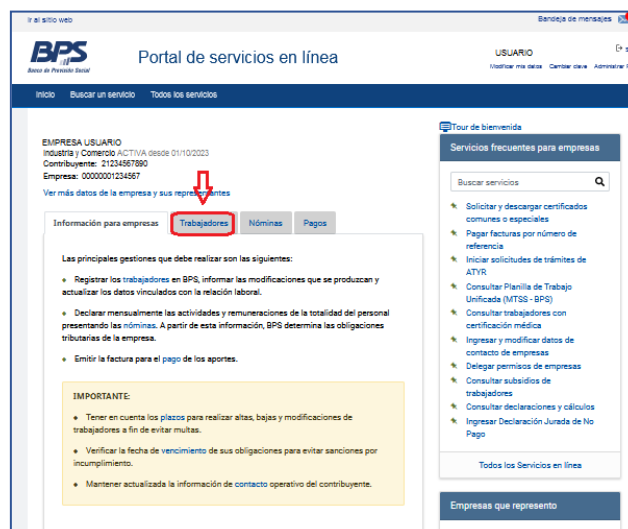 Ir al sitio web
Bandeja de mensajes
BPS
Banco de Previsión Social
Portal de servicios en línea
USUARIO
Modificar mis datos Cambiar clave Administrar
Inicio Buscar un servicio Todos los servicios
EMPRESA USUARIO
Industria y Comercio ACTIVA desde 01/10/2023
Contribuyente: 21234567890
Empresa: 00000001234567
Ver más datos de la empresa y sus representantes
Información para empresas Trabajadores Nóminas Pagos
Las principales gestiones que debe realizar son las siguientes:
Registrar los trabajadores en BPS, informar las modificaciones que se produzcan y
actualizar los datos vinculados con la relación laboral.
Declarar mensualmente las actividades y remuneraciones de la totalidad del personal
presentando las nóminas. A partir de esta información, BPS determina las obligaciones
tributarias de la empresa.
Emitir la factura para el pago de los aportes.
IMPORTANTE:
Tener en cuenta los plazos para realizar altas, bajas y modificaciones de
trabajadores a fin de evitar multas.
Verificar la fecha de vencimiento de sus obligaciones para evitar sanciones por
incumplimiento.
Mantener actualizada la información de contacto operativo del contribuyente.
Tour de bienvenida
Servicios frecuentes para empresas
Buscar servicios
Solicitar y descargar certificados
comunes o especiales
Pagar facturas por número de
referencia
Iniciar solicitudes de trámites de
ATYR
Consultar Planilla de Trabajo
Unificada (MTSS - BPS)
Consultar trabajadores con
certificación médica
Ingresar y modificar datos de
contacto de empresas
Delegar permisos de empresas
Consultar subsidios de
trabajadores
Consultar declaraciones y cálculos
Ingresar Declaración Jurada de No
Pago
Todos los Servicios en línea
Empresas que represento